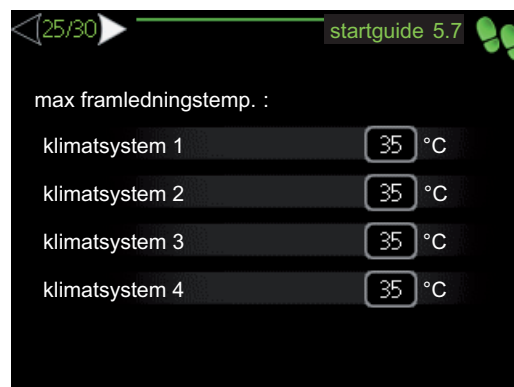 25/30
startguide 5.7
max framledningstemp. :
klimatsystem 1 35 °C
klimatsystem 2 35 °C
klimatsystem 3 35 °C
klimatsystem 4 35 °C